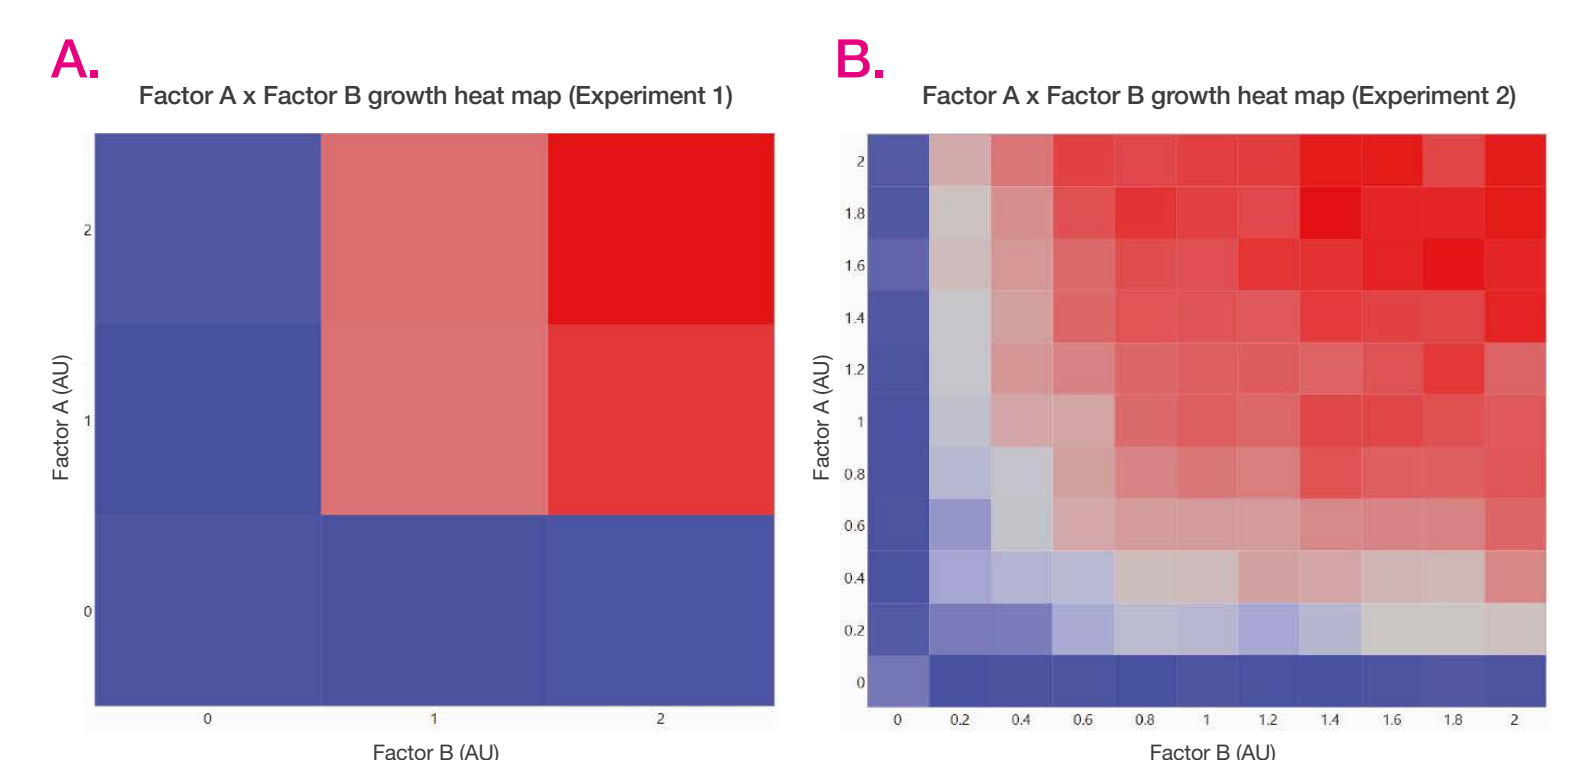 A.
Factor A x Factor B growth heat map (Experiment 1)
Factor A (AU)
2
1
0
0 1 2
Factor B (AU)
B.
Factor A x Factor B growth heat map (Experiment 2)
Factor A (AU)
2
1.8
1.6
1.4
1.2
1
0.8
0.6
0.4
0.2
0
0 0.2 0.4 0.6 0.8 1 1.2 1.4 1.6 1.8 2
Factor B (AU)